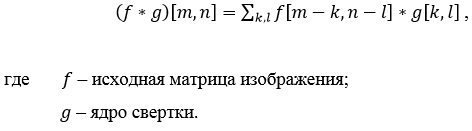 (f * g)[m, n] = ∑k,l f[m − k, n − l] * g[k, l] ,
где f – исходная матрица изображения;
g – ядро свертки.